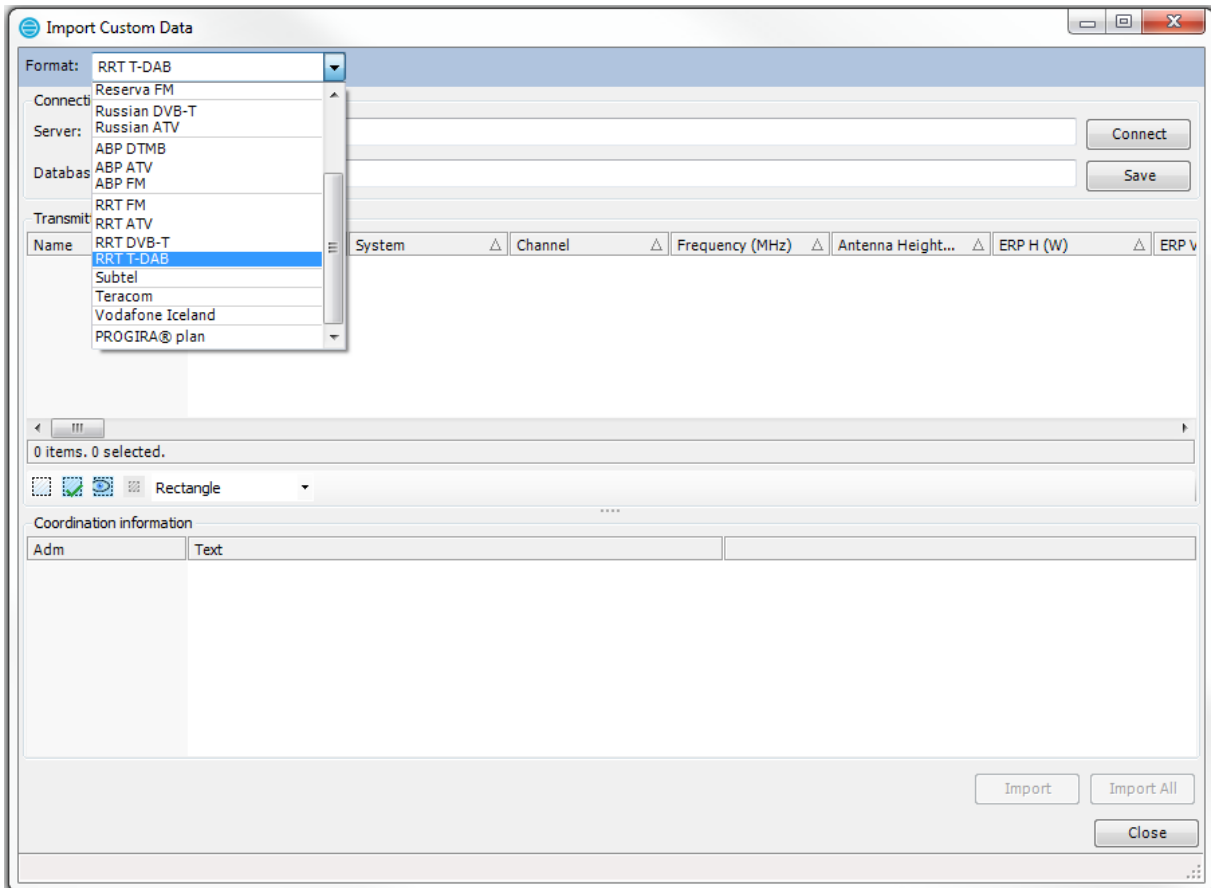 Import Custom Data
Format: RRT T-DAB
Reserva FM
Connecti
Russian DVB-T
Server: Russian ATV Connect
ABP DTMB
Databas ABP ATV Save
ABP FM
RRT FM
Transmit RRT ATV
Name RRT DVB-T System Channel Frequency (MHz) Antenna Height... ERP H (W) ERP V
RRT T-DAB
Subtel
Teracom
Vodafone Iceland
PROGIRA® plan
0 items. 0 selected.
Rectangle
Coordination information
Adm Text
Import Import All
Close